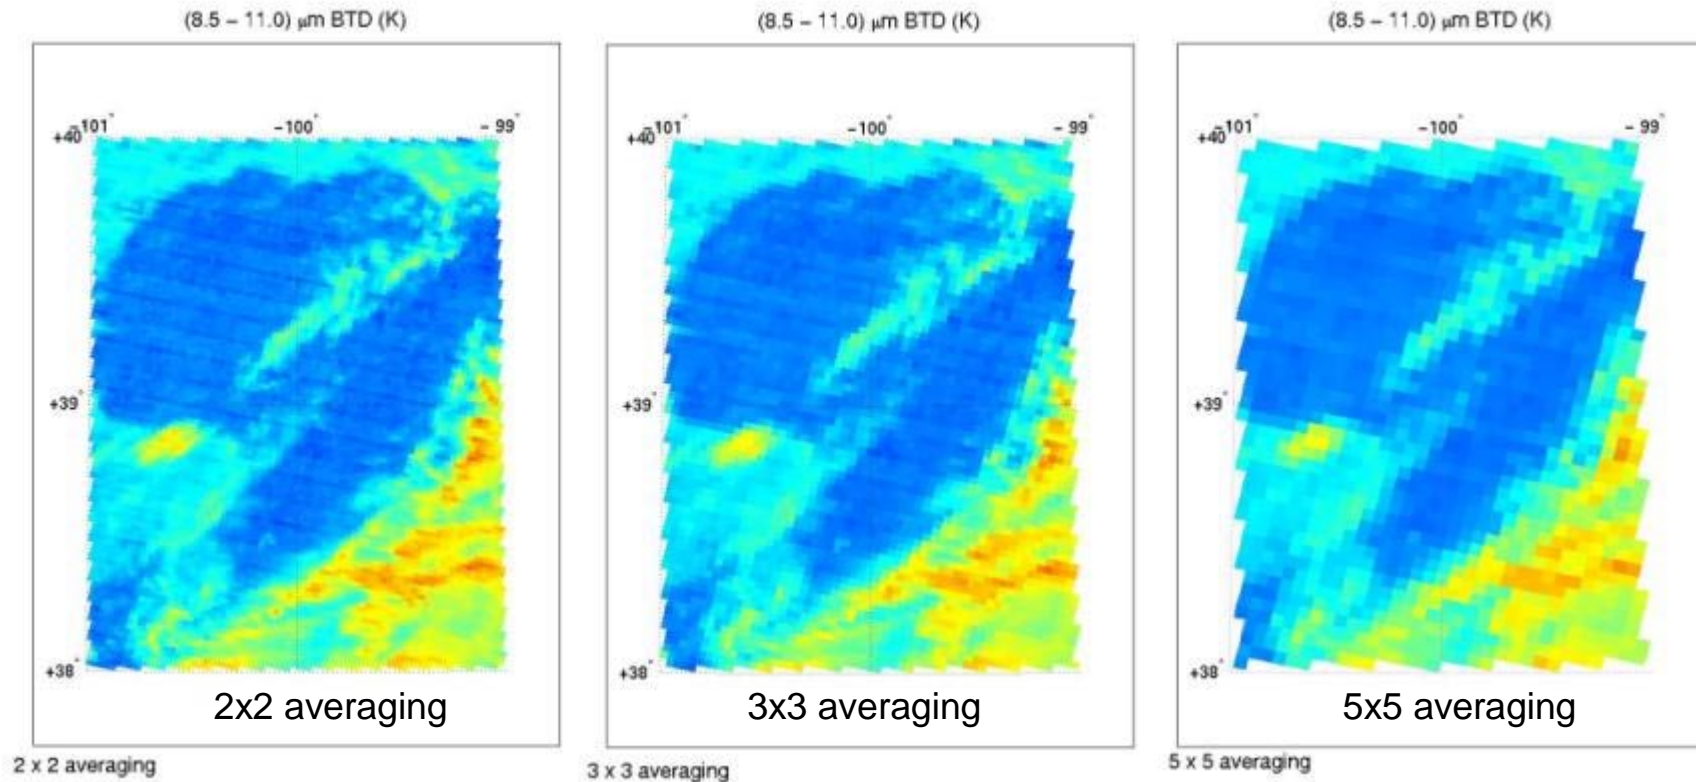 (8.5 – 11.0) μm BTD (K)
+40° –101° –100° – 99°
+39°
+38°
2x2 averaging
2 x 2 averaging
(8.5 – 11.0) μm BTD (K)
+40° –101° –100° – 99°
+39°
+38°
3x3 averaging
3 x 3 averaging
(8.5 – 11.0) μm BTD (K)
+40° –101° –100° – 99°
+39°
+38°
5x5 averaging
5 x 5 averaging